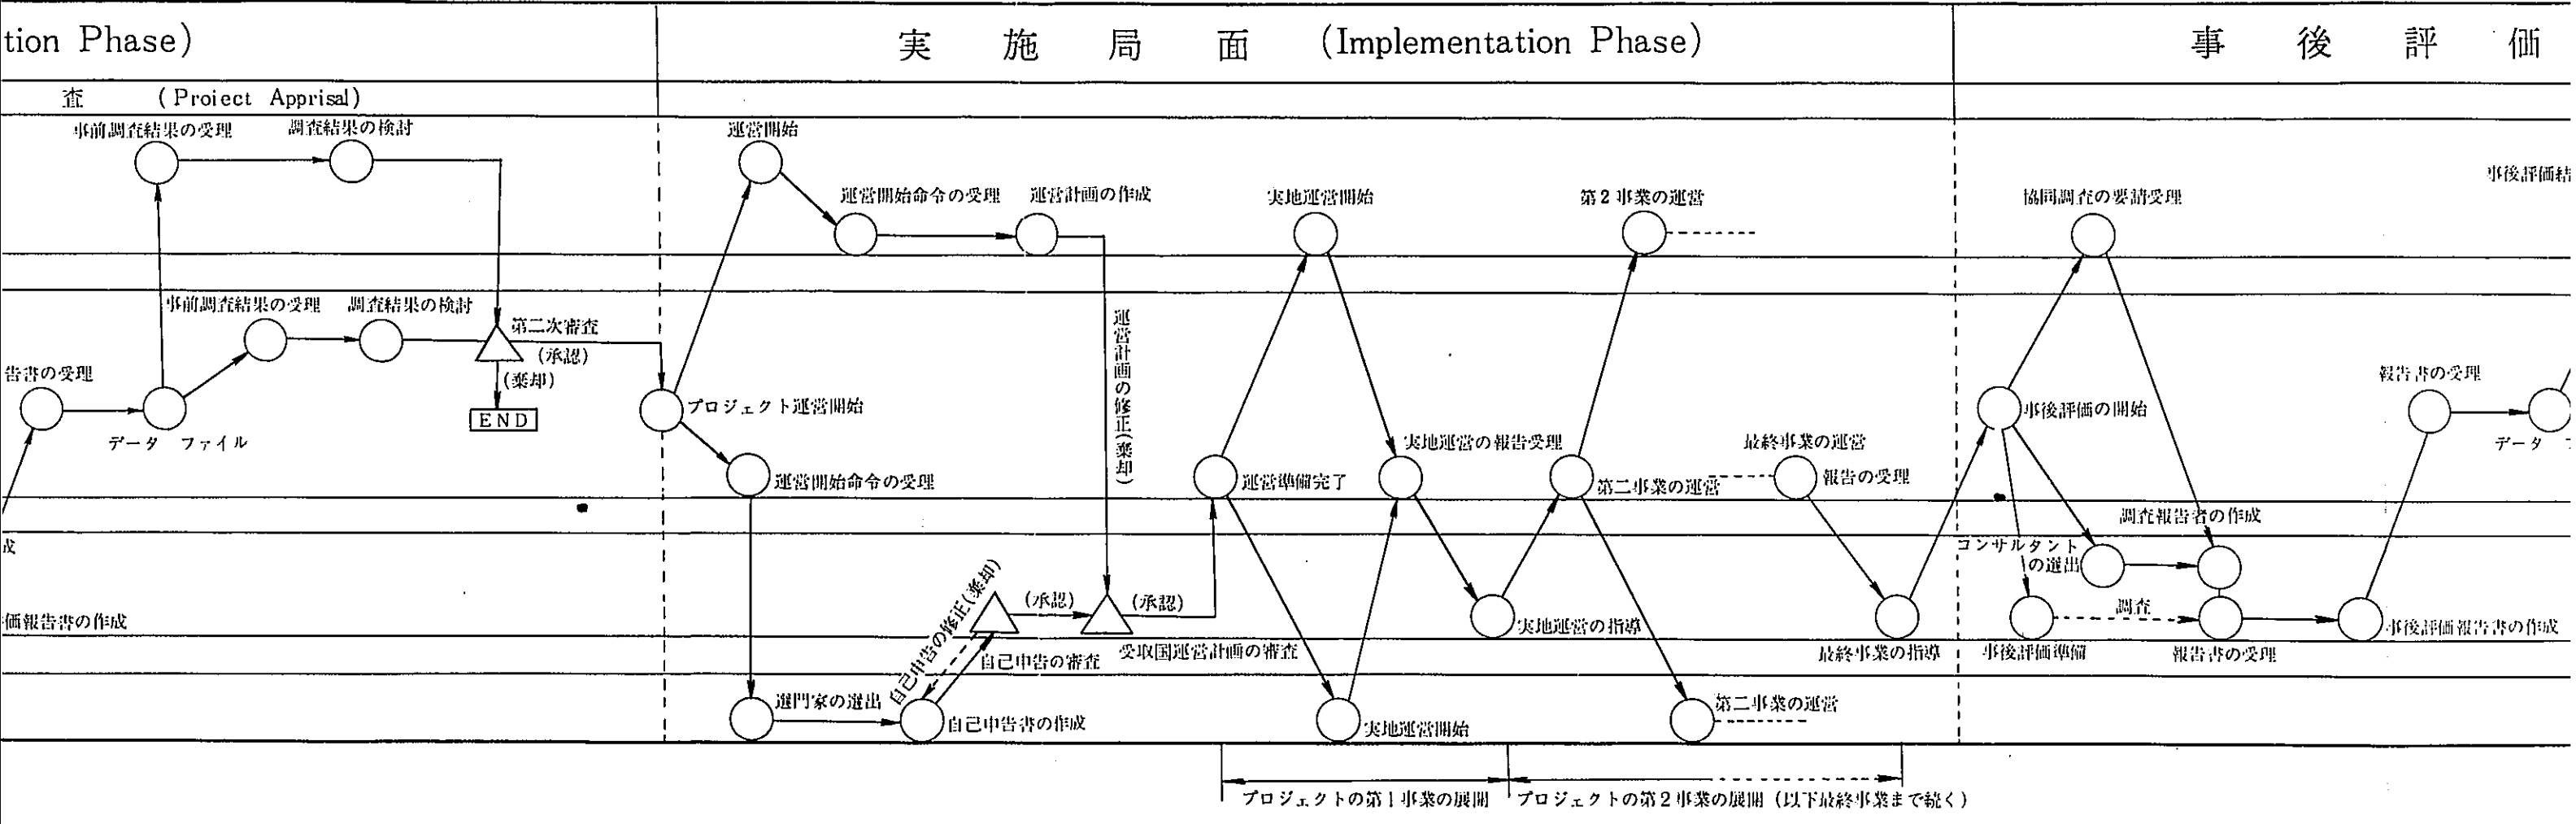 tion Phase)
実施局面 (Implementation Phase)
事後評価
査 (Proiect Apprisal)
事前調査結果の受理
調査結果の検討
運営開始
運営開始命令の受理
運営計画の作成
実地運営開始
第2事業の運営
協同調査の要請受理
事後評価結
事前調査結果の受理
調査結果の検討
第二次審査
(承認)
(棄却)
END
告書の受理
データ ファイル
プロジェクト運営開始
運営開始命令の受理
運営計画の修正(棄却)
運営準備完了
実地運営の報告受理
第二事業の運営
最終事業の運営
報告の受理
事後評価の開始
報告書の受理
データ
調査報告者の作成
コンサルタント
の選出
成
価報告書の作成
自己申告の修正(棄却)
(承認)
(承認)
自己申告の審査
受取国運営計画の審査
実地運営の指導
最終事業の指導
調査
事後評価準備
報告書の受理
事後評価報告書の作成
選門家の選出
自己申告書の作成
実地運営開始
第二事業の運営
プロジェクトの第1事業の展開
プロジェクトの第2事業の展開(以下最終事業まで続く)